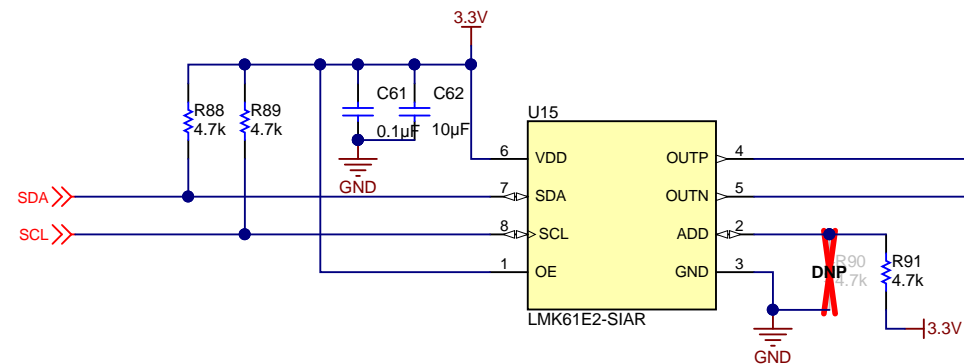 3.3V
R88
4.7k
R89
4.7k
C61
0.1µF
C62
10µF
GND
U15
6
VDD
OUTP
4
SDA
7
SDA
OUTN
5
SCL
8
SCL
ADD
2
1
OE
GND
3
LMK61E2-SIAR
R90
4.7k
DNP
R91
4.7k
GND
3.3V